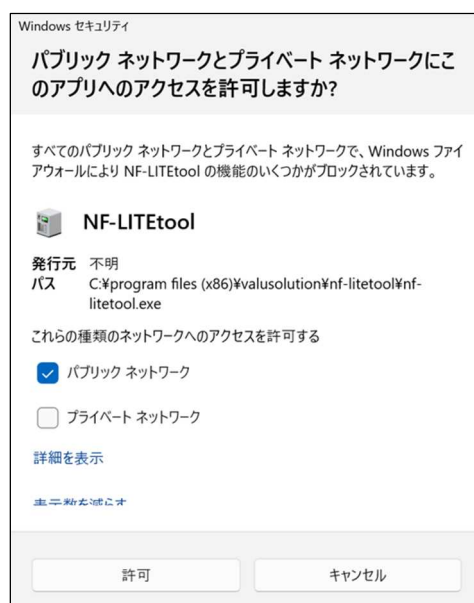 Windows セキュリティ
パブリック ネットワークとプライベート ネットワークにこ
のアプリへのアクセスを許可しますか?
すべてのパブリック ネットワークとプライベート ネットワークで、Windows ファイ
アウォールにより NF-LITEtool の機能のいくつかがブロックされています。
NF-LITEtool
発行元 不明
パス C:¥program files (x86)¥valusolution¥nf-litetool¥nf-
litetool.exe
これらの種類のネットワークへのアクセスを許可する
パブリック ネットワーク
プライベート ネットワーク
詳細を表示
表示数を減らす
許可 キャンセル